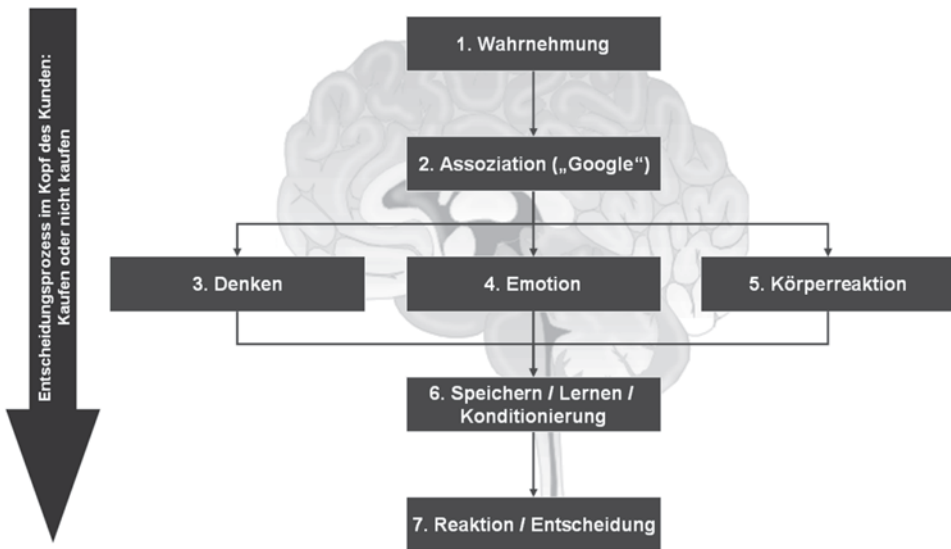 Entscheidungsprozess im Kopf des Kunden:
Kaufen oder nicht kaufen
1. Wahrnehmung
2. Assoziation („Google“)
3. Denken
4. Emotion
5. Körperreaktion
6. Speichern / Lernen /
Konditionierung
7. Reaktion / Entscheidung